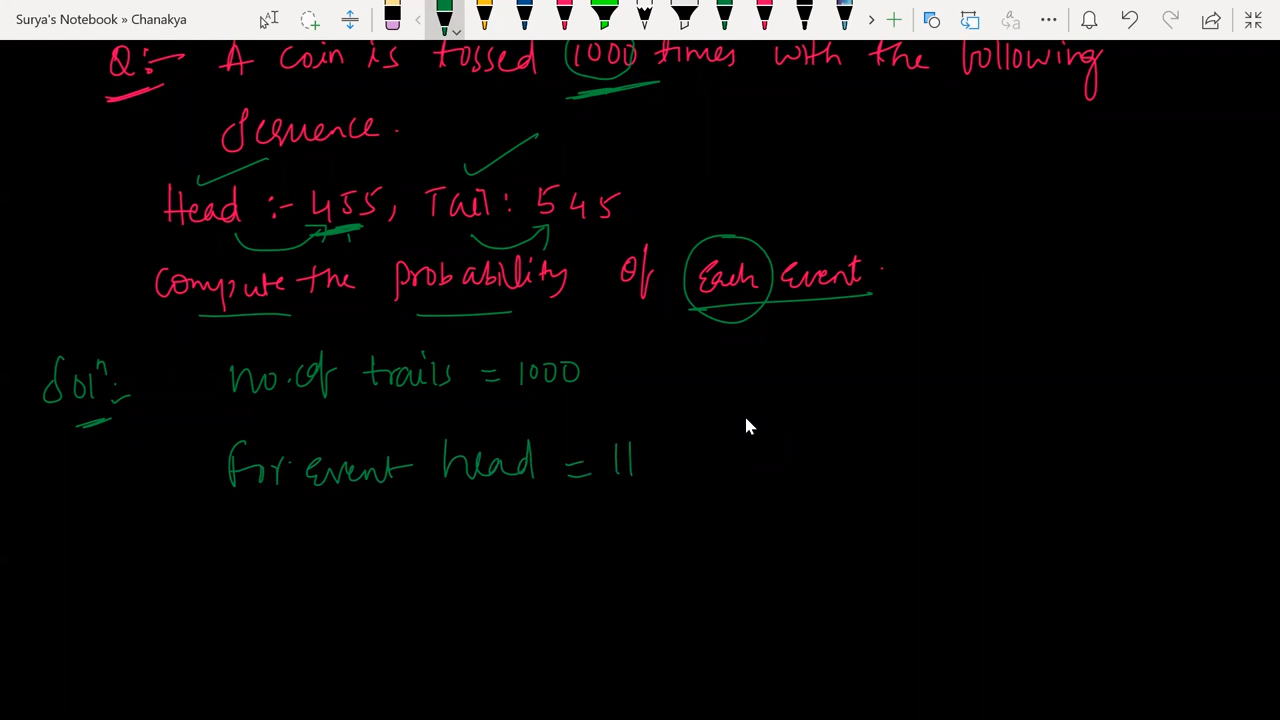 Surya's Notebook » Chanakya
Q:- A coin is tossed 1000 times with the following
Sequence.
Head :- 455, Tail: 545
Compute the probability of Each Event.
Solⁿ:- no. of trails = 1000
for event head = 11